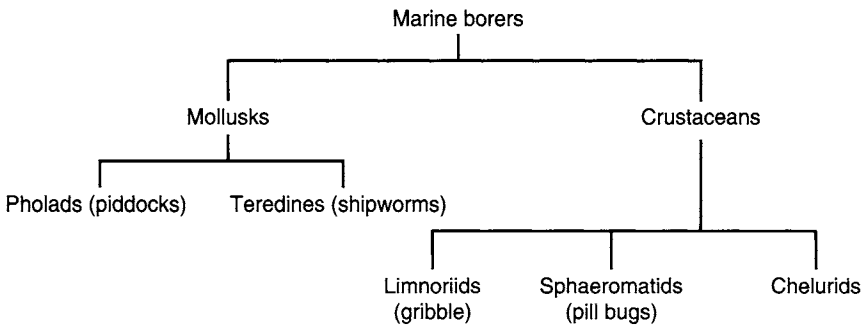 Marine borers
Mollusks
Crustaceans
Pholads (piddocks)
Teredines (shipworms)
Limnoriids
(gribble)
Sphaeromatids
(pill bugs)
Chelurids